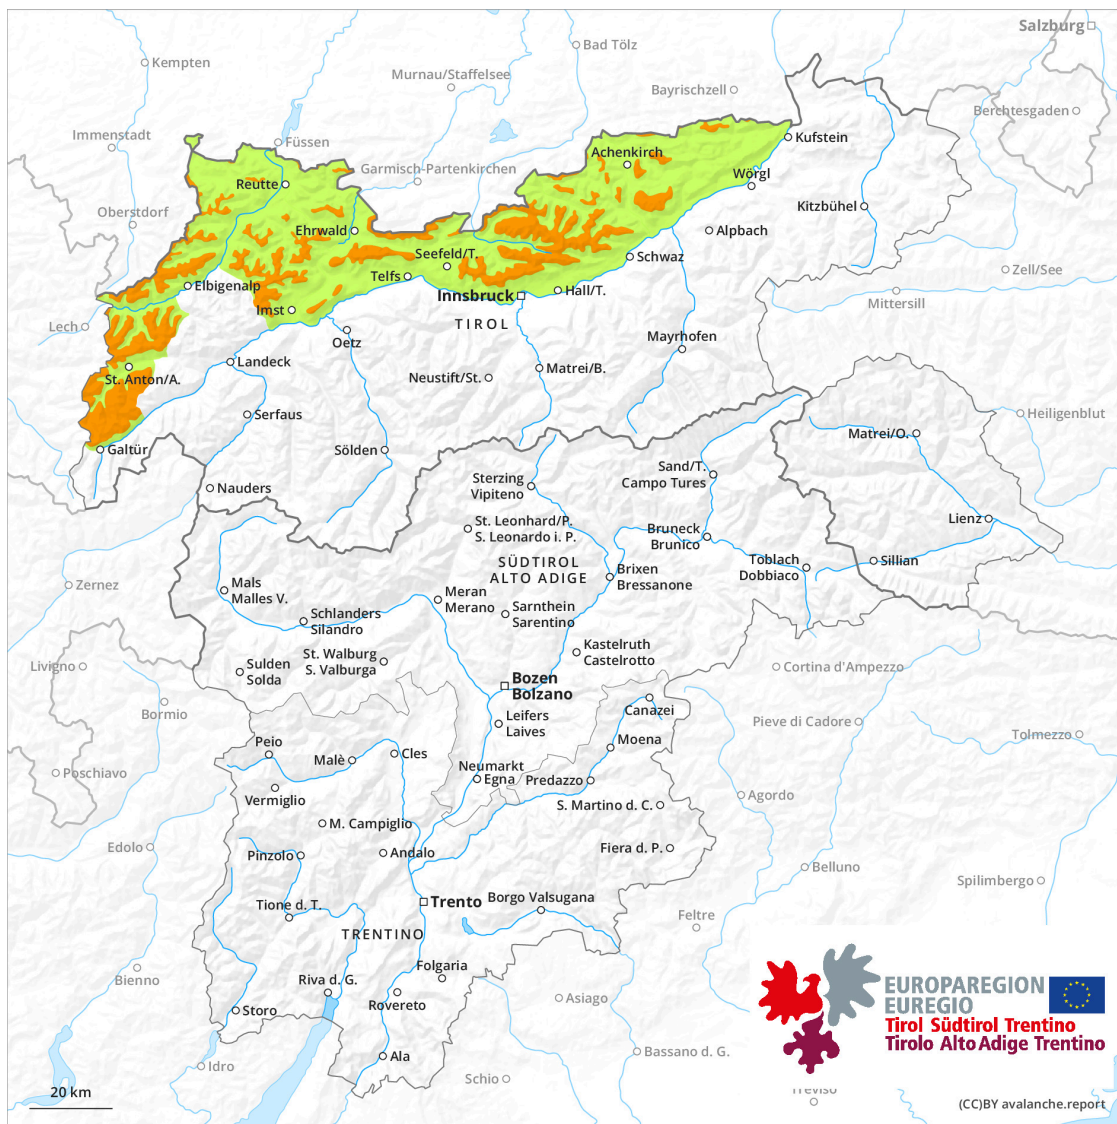 Salzburg
Bad Tölz
Kempten
Murnau/Staffelsee
Bayrischzell
Berchtesgaden
Immenstadt
Füssen
Kufstein
Achenkirch
Garmisch-Partenkirchen
Wörgl
Reutte
Oberstdorf
Kitzbühel
Ehrwald
Alpbach
Seefeld/T.
Schwaz
Zell/See
Telfs
Elbigenalp
Hall/T.
Innsbruck
Mittersill
Imst
Lech
TIROL
Oetz
Mayrhofen
Landeck
Matrei/B.
St. Anton/A.
Neustift/St.
Serfaus
Heiligenblut
Matrei/O.
Galtür
Sölden
Sand/T.
Campo Tures
Sterzing
Vipiteno
Nauders
St. Leonhard/P.
S. Leonardo i. P.
Lienz
Bruneck
Brunico
SÜDTIROL
ALTO ADIGE
Toblach
Dobbiaco
Sillian
Brixen
Bressanone
Zernez
Mals
Malles V.
Meran
Merano
Sarnthein
Sarentino
Schlanders
Silandro
Kastelruth
Castelrotto
St. Walburg
S. Valburga
Livigno
Sulden
Solda
Cortina d'Ampezzo
Bozen
Bolzano
Bormio
Canazei
Leifers
Laives
Pieve di Cadore
Tolmezzo
Moena
Peio
Cles
Malè
Poschiavo
Neumarkt
Egna
Predazzo
Vermiglio
Agordo
S. Martino d. C.
M. Campiglio
Edolo
Pinzolo
Andalo
Fiera d. P.
Belluno
Spilimbergo
Trento
Borgo Valsugana
Tione d. T.
Feltre
TRENTINO
Folgaria
Bienno
Riva d. G.
Rovereto
Asiago
Storo
EUROPAREGION
EUREGIO
Tirol Südtirol Trentino
Tirolo Alto Adige Trentino
Ala
Bassano d. G.
Idro
Schio
Treviso
20 km
(CC)BY avalanche.report